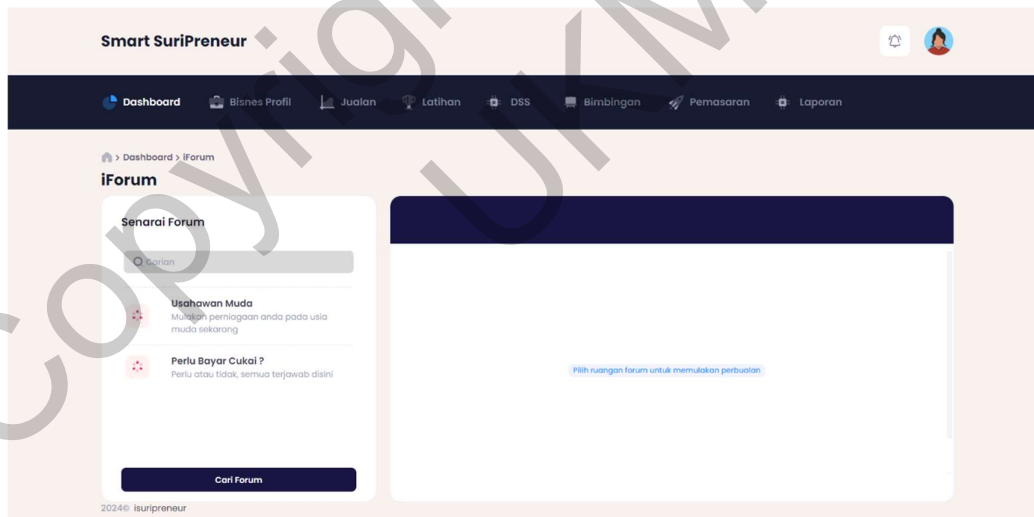 Smart SuriPreneur
Dashboard Bisnes Profil Jualan Latihan DSS Bimbingan Pemasaran Laporan
> Dashboard > iForum
iForum
Senarai Forum
Carian
Usahawan Muda
Mulakan perniagaan anda pada usia
muda sekarang
Perlu Bayar Cukai ?
Perlu atau tidak, semua terjawab disini
Cari Forum
Pilih ruangan forum untuk memulakan perbualan
2024© isuripreneur
Copyrig
UKM